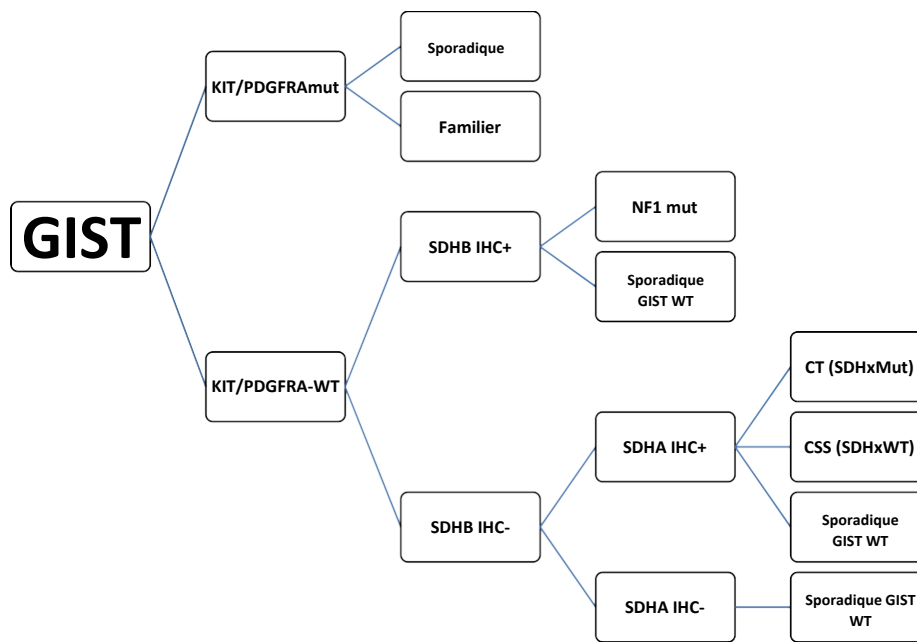 Sporadique
KIT/PDGFRAmut
Familier
GIST
NF1 mut
SDHB IHC+
Sporadique
GIST WT
KIT/PDGFRA-WT
CT (SDHxMut)
SDHA IHC+
CSS (SDHxWT)
SDHB IHC-
Sporadique
GIST WT
SDHA IHC-
Sporadique GIST
WT